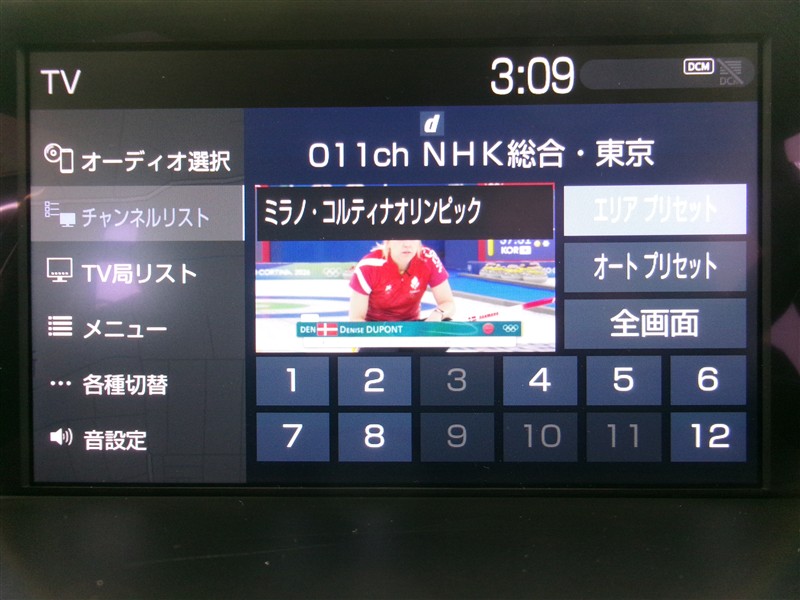 TV
3:09
DCM
DCM
オーディオ選択
チャンネルリスト
TV局リスト
メニュー
各種切替
音設定
d
011ch NHK総合・東京
ミラノ・コルティナオリンピック
KOR
CORTINA 2026
DEN DENISE DUPONT
エリア プリセット
オート プリセット
全画面
1 2 3 4 5 6
7 8 9 10 11 12